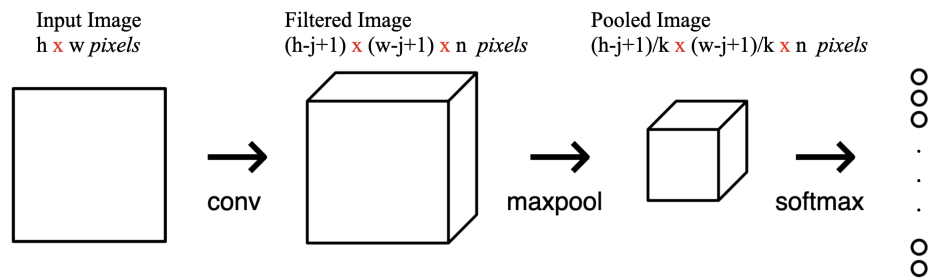 Input Image
h x w pixels
Filtered Image
(h-j+1) x (w-j+1) x n pixels
Pooled Image
(h-j+1)/k x (w-j+1)/k x n pixels
conv
maxpool
softmax